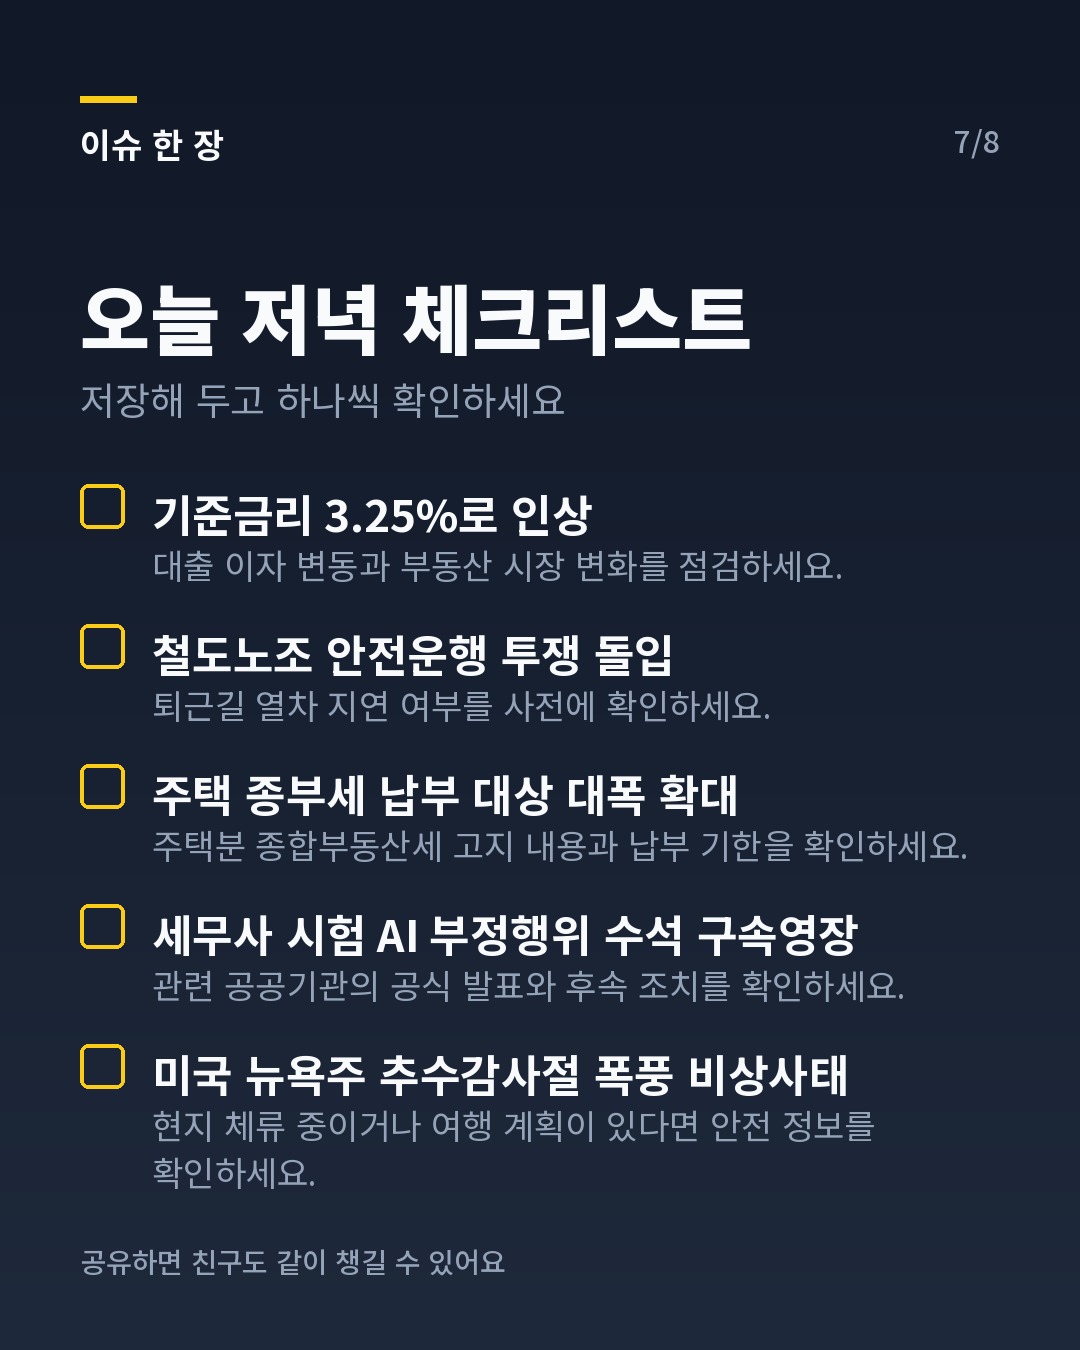 이슈 한 장
7/8
오늘 저녁 체크리스트
저장해 두고 하나씩 확인하세요
기준금리 3.25%로 인상
대출 이자 변동과 부동산 시장 변화를 점검하세요.
철도노조 안전운행 투쟁 돌입
퇴근길 열차 지연 여부를 사전에 확인하세요.
주택 종부세 납부 대상 대폭 확대
주택분 종합부동산세 고지 내용과 납부 기한을 확인하세요.
세무사 시험 AI 부정행위 수석 구속영장
관련 공공기관의 공식 발표와 후속 조치를 확인하세요.
미국 뉴욕주 추수감사절 폭풍 비상사태
현지 체류 중이거나 여행 계획이 있다면 안전 정보를
확인하세요.
공유하면 친구도 같이 챙길 수 있어요